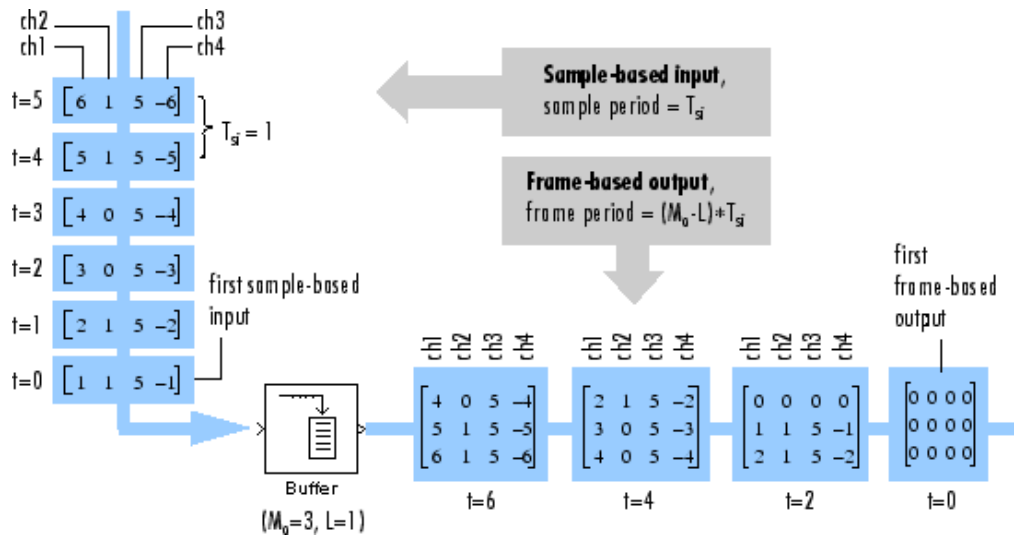 ch2
ch1
ch3
ch4
t=5 [6 1 5 -6]
T_si = 1
t=4 [5 1 5 -5]
t=3 [4 0 5 -4]
t=2 [3 0 5 -3]
t=1 [2 1 5 -2]
t=0 [1 1 5 -1]
first sample-based
input
Sample-based input,
sample period = T_si
Frame-based output,
frame period = (M_o-L)*T_si
first
frame-based
output
Buffer
(M_o=3, L=1)
ch1 ch2 ch3 ch4
4 0 5 -4
5 1 5 -5
6 1 5 -6
t=6
ch1 ch2 ch3 ch4
2 1 5 -2
3 0 5 -3
4 0 5 -4
t=4
ch1 ch2 ch3 ch4
0 0 0 0
1 1 5 -1
2 1 5 -2
t=2
0 0 0 0
0 0 0 0
0 0 0 0
t=0